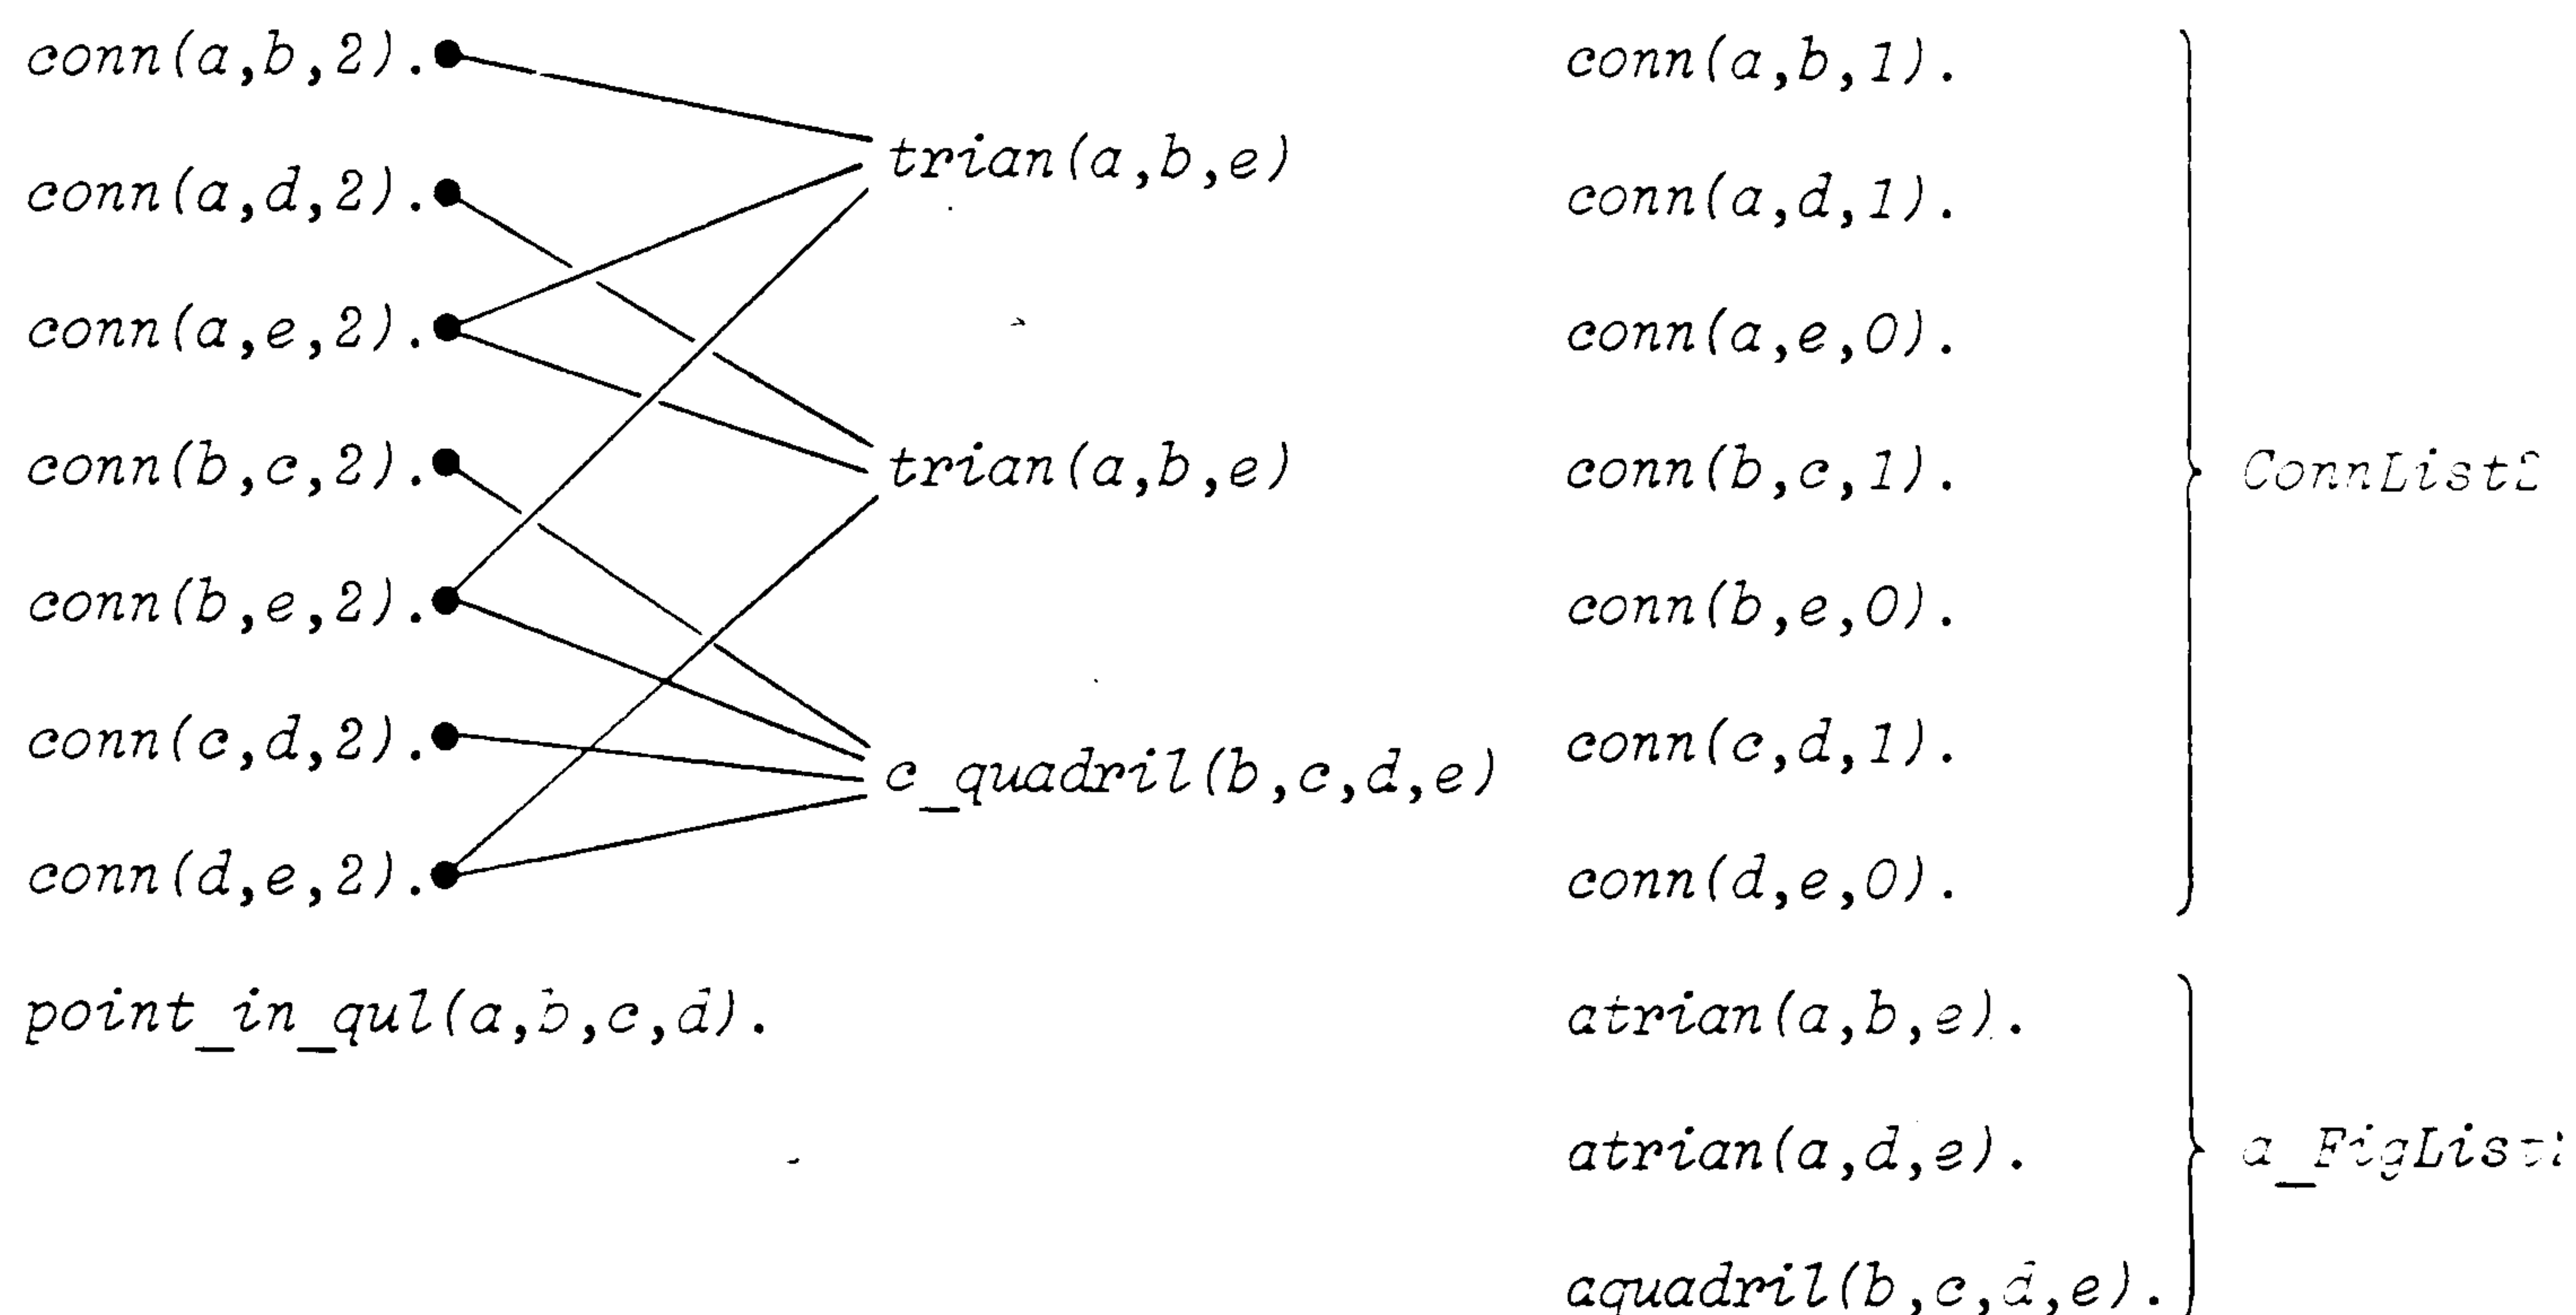 conn(a,b,2).
conn(a,d,2).
conn(a,e,2).
conn(b,c,2).
conn(b,e,2).
conn(c,d,2).
conn(d,e,2).
point_in_qul(a,b,c,d).
trian(a,b,e)
trian(a,b,e)
c_quadril(b,c,d,e)
conn(a,b,1).
conn(a,d,1).
conn(a,e,0).
conn(b,c,1).
conn(b,e,0).
conn(c,d,1).
conn(d,e,0).
atrian(a,b,e).
atrian(a,d,e).
aquadril(b,c,d,e).